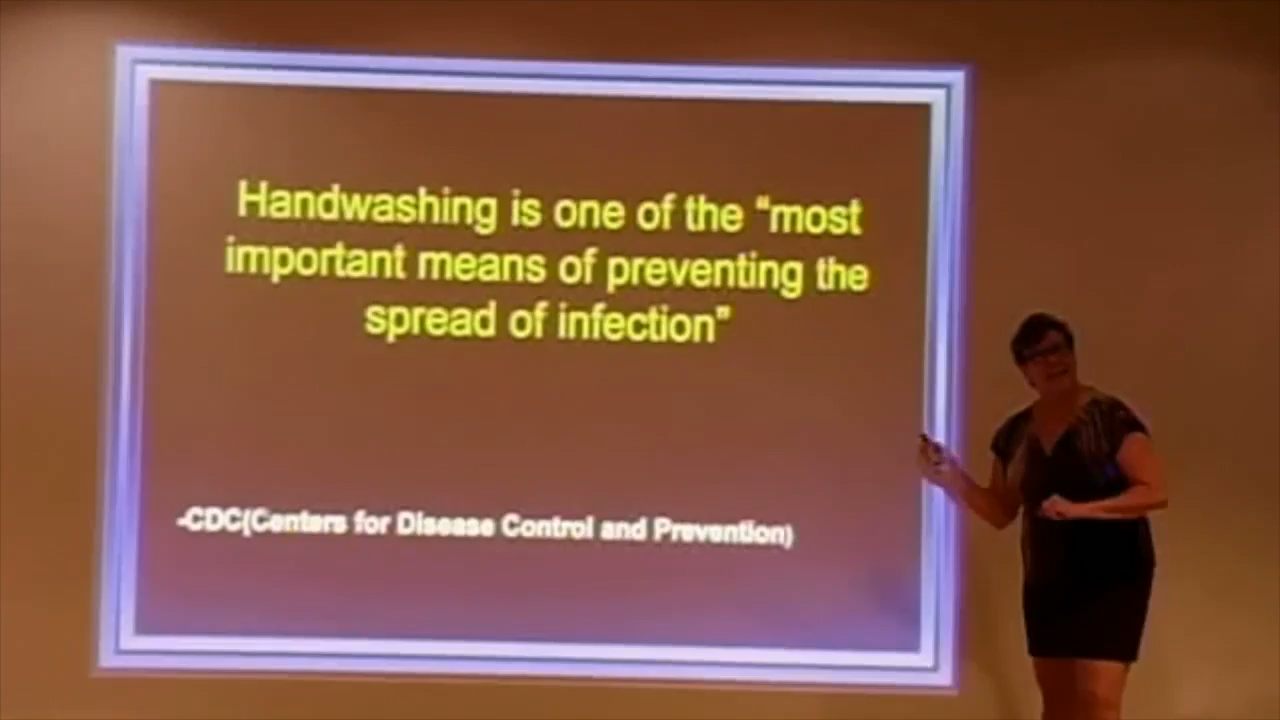 Handwashing is one of the “most
important means of preventing the
spread of infection”
-CDC(Centers for Disease Control and Prevention)